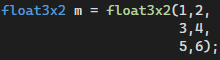 float3x2 m = float3x2(1,2,
3,4,
5,6);